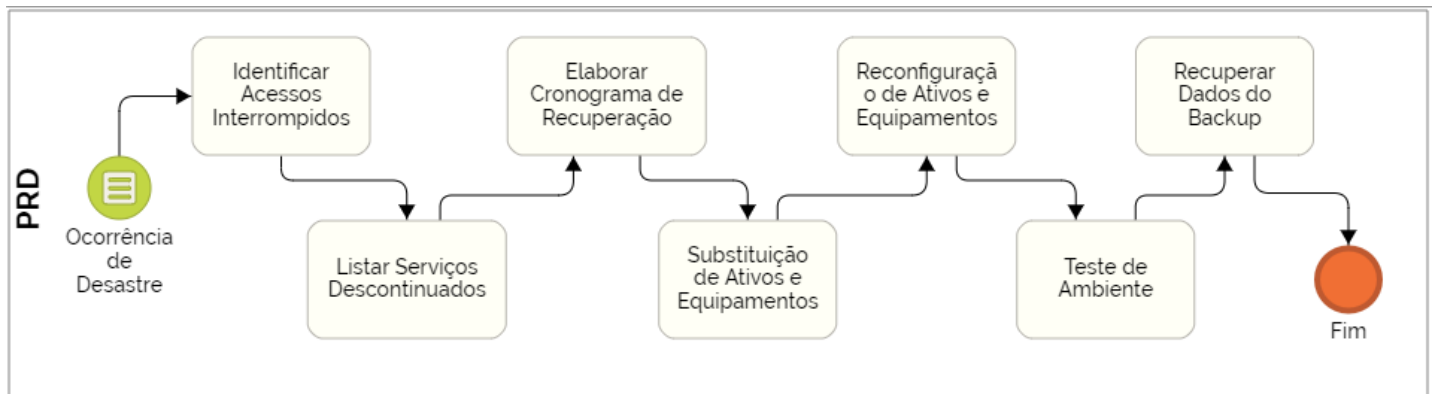 PRD
Ocorrência
de
Desastre
Identificar
Acessos
Interrompidos
Listar Serviços
Descontinuados
Elaborar
Cronograma de
Recuperação
Substituição
de Ativos e
Equipamentos
Reconfiguraçã
o de Ativos e
Equipamentos
Teste de
Ambiente
Recuperar
Dados do
Backup
Fim